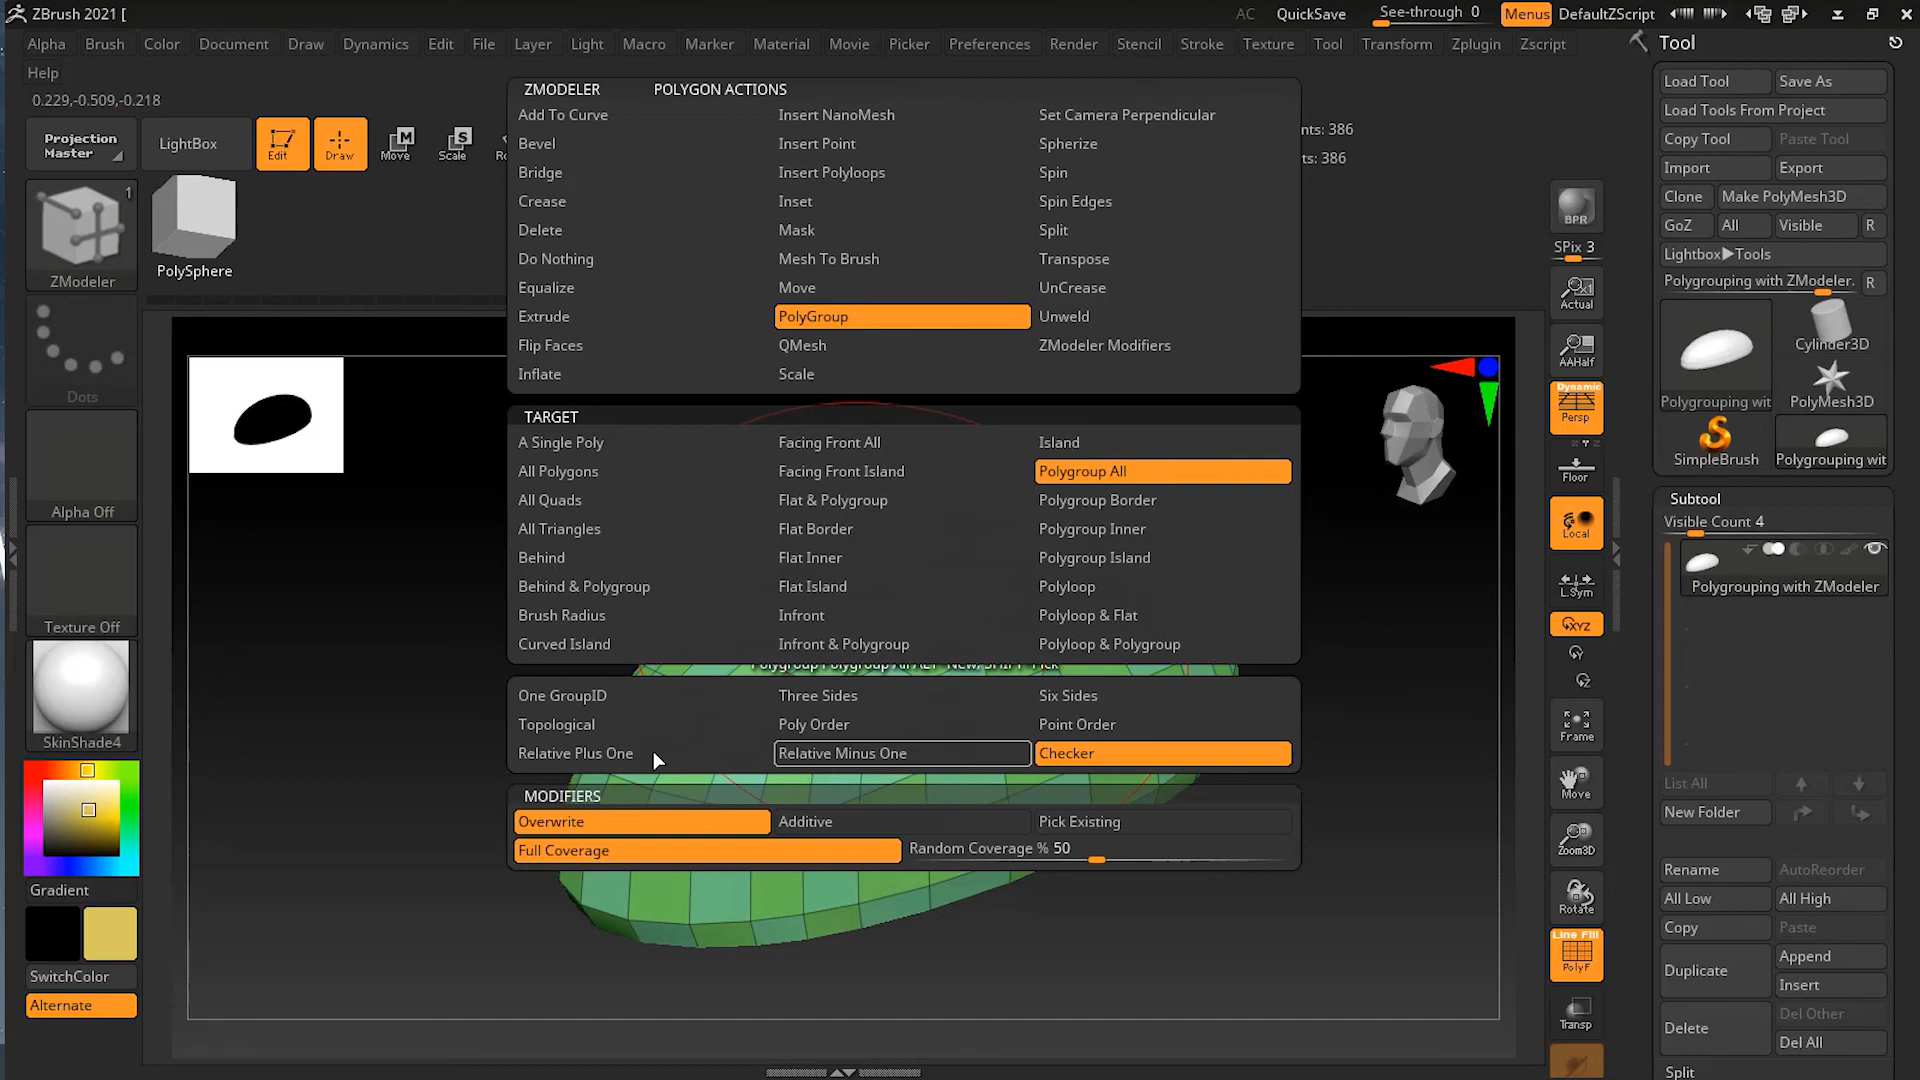 ZBrush 2021 [
AC QuickSave See-through 0 Menus DefaultZScript
Alpha Brush Color Document Draw Dynamics Edit File Layer Light Macro Marker Material Movie Picker Preferences Render Stencil Stroke Texture Tool Transform Zplugin Zscript
Help
0.229,-0.509,-0.218
Projection
Master
LightBox
Edit
Draw
M
Move
S
Scale
1
ZModeler
PolySphere
Dots
Alpha Off
Texture Off
SkinShade4
Gradient
SwitchColor
Alternate
ZMODELER POLYGON ACTIONS
Add To Curve Insert NanoMesh Set Camera Perpendicular
Bevel Insert Point Spherize
Bridge Insert Polyloops Spin
Crease Inset Spin Edges
Delete Mask Split
Do Nothing Mesh To Brush Transpose
Equalize Move UnCrease
Extrude PolyGroup Unweld
Flip Faces QMesh ZModeler Modifiers
Inflate Scale
nts: 386
ts: 386
TARGET
A Single Poly Facing Front All Island
All Polygons Facing Front Island Polygroup All
All Quads Flat & Polygroup Polygroup Border
All Triangles Flat Border Polygroup Inner
Behind Flat Inner Polygroup Island
Behind & Polygroup Flat Island Polyloop
Brush Radius Infront Polyloop & Flat
Curved Island Infront & Polygroup Polyloop & Polygroup
One GroupID Three Sides Six Sides
Topological Poly Order Point Order
Relative Plus One Relative Minus One Checker
MODIFIERS
Overwrite Additive Pick Existing
Full Coverage Random Coverage % 50
BPR
SPix 3
Actual
AAHalf
Dynamic
Persp
Floor
Local
L.Sym
XYZ
Y
Z
Frame
Move
Zoom3D
Rotate
Line Fill
PolyF
Transp
Tool
Load Tool Save As
Load Tools From Project
Copy Tool Paste Tool
Import Export
Clone Make PolyMesh3D
GoZ All Visible R
Lightbox▶Tools
Polygrouping with ZModeler. R
Polygrouping wit
Cylinder3D
PolyMesh3D
SimpleBrush
Polygrouping wit
Subtool
Visible Count 4
Polygrouping with ZModeler
List All
New Folder
Rename AutoReorder
All Low All High
Copy Paste
Duplicate Append
Insert
Delete Del Other
Del All
Split